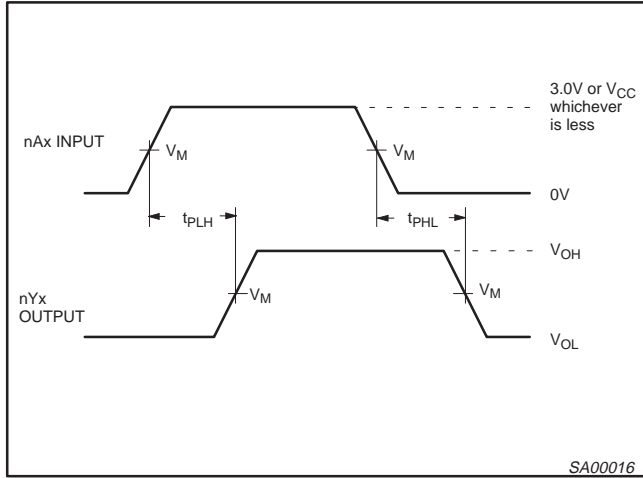 3.0V or VCC
whichever
is less
nAx INPUT
VM
VM
0V
tPLH
tPHL
VOH
nYx
OUTPUT
VM
VM
VOL
SA00016